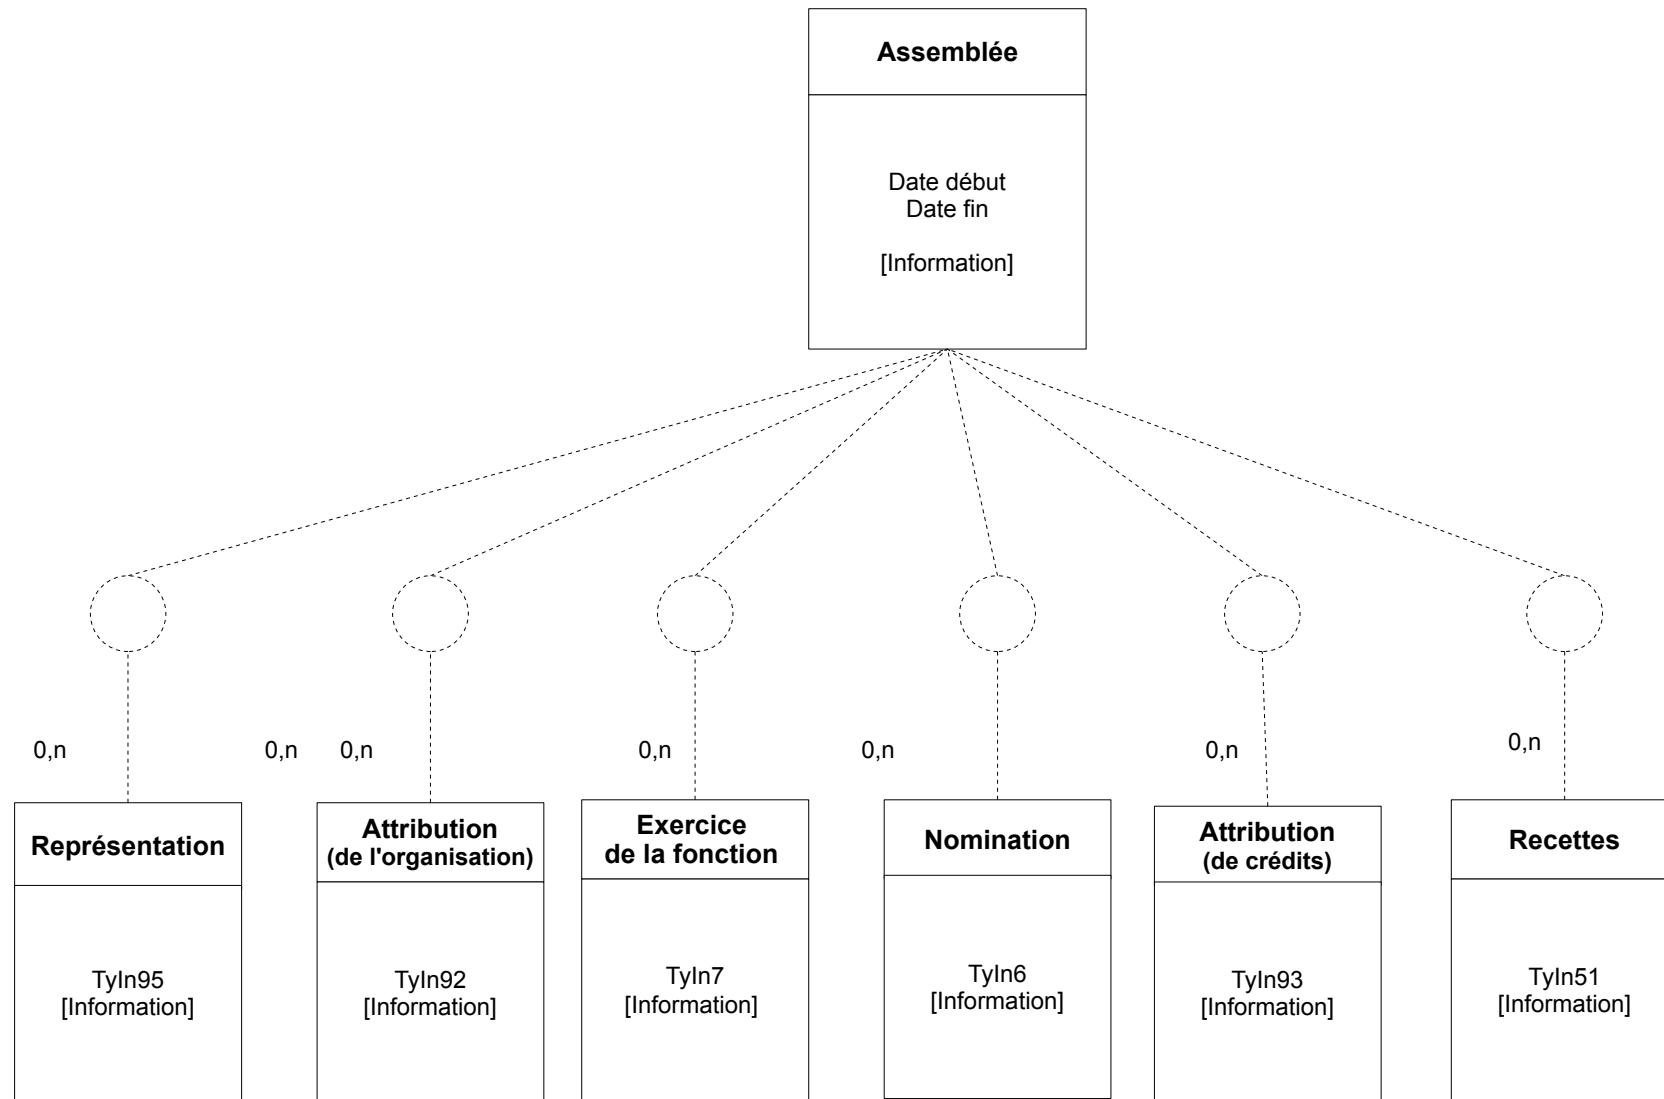 Assemblée
Date début
Date fin
[Information]
0,n
0,n
0,n
0,n
0,n
0,n
0,n
Représentation
TyIn95
[Information]
Attribution
(de l'organisation)
TyIn92
[Information]
Exercice
de la fonction
TyIn7
[Information]
Nomination
TyIn6
[Information]
Attribution
(de crédits)
TyIn93
[Information]
Recettes
TyIn51
[Information]